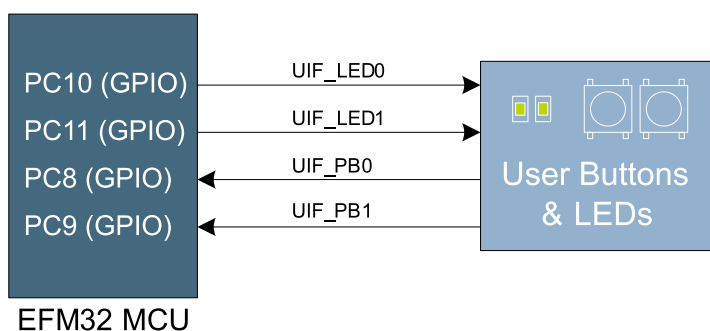 PC10 (GPIO)
UIF_LED0
PC11 (GPIO)
UIF_LED1
PC8 (GPIO)
UIF_PB0
PC9 (GPIO)
UIF_PB1
User Buttons
& LEDs
EFM32 MCU